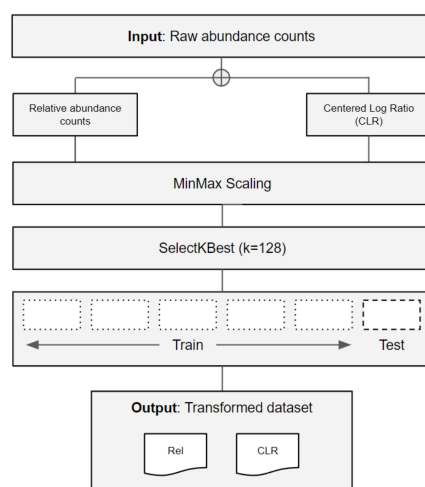 Input: Raw abundance counts
Relative abundance
counts
Centered Log Ratio
(CLR)
MinMax Scaling
SelectKBest (k=128)
Train
Test
Output: Transformed dataset
Rel
CLR